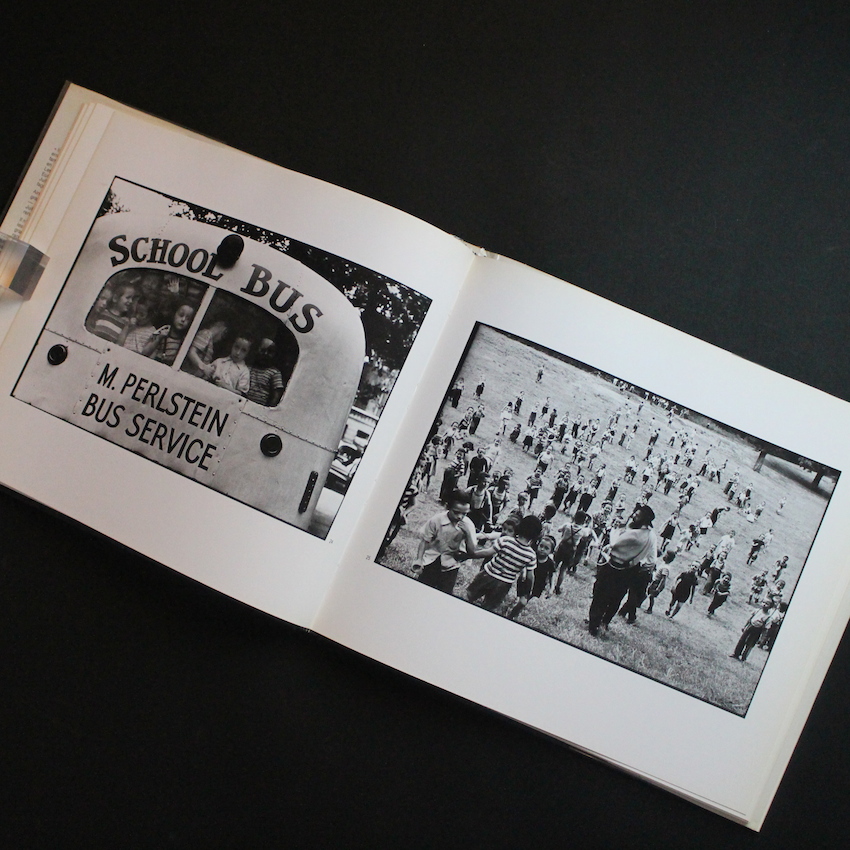 SCHOOL BUS
M. PERLSTEIN
BUS SERVICE